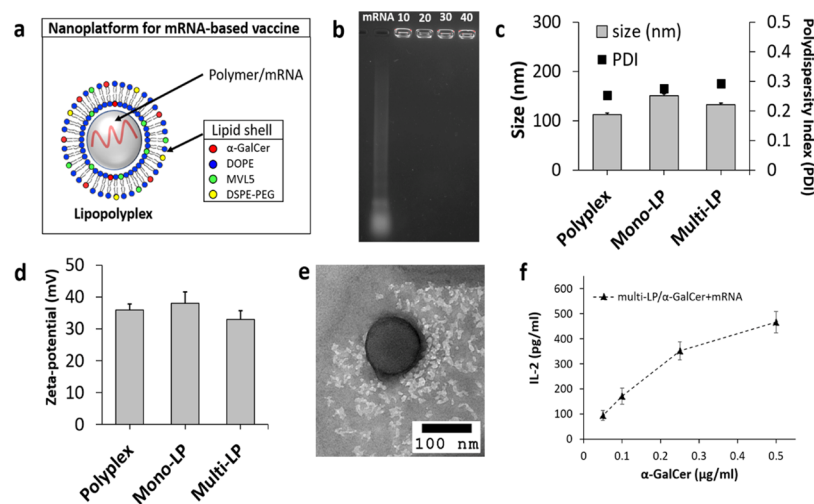 a
Nanoplatform for mRNA-based vaccine
Polymer/mRNA
Lipid shell
α-GalCer
DOPE
MVL5
DSPE-PEG
Lipopolyplex
b
mRNA 10 20 30 40
c
300
200
100
0
Size (nm)
size (nm)
PDI
0.5
0.4
0.3
0.2
0.1
0
Polydispersity Index (PDI)
Polyplex
Mono-LP
Multi-LP
d
50
40
30
20
10
0
Zeta-potential (mV)
Polyplex
Mono-LP
Multi-LP
e
100 nm
f
multi-LP/α-GalCer+mRNA
600
500
400
300
200
100
0
IL-2 (pg/ml)
0 0.1 0.2 0.3 0.4 0.5
α-GalCer (μg/ml)